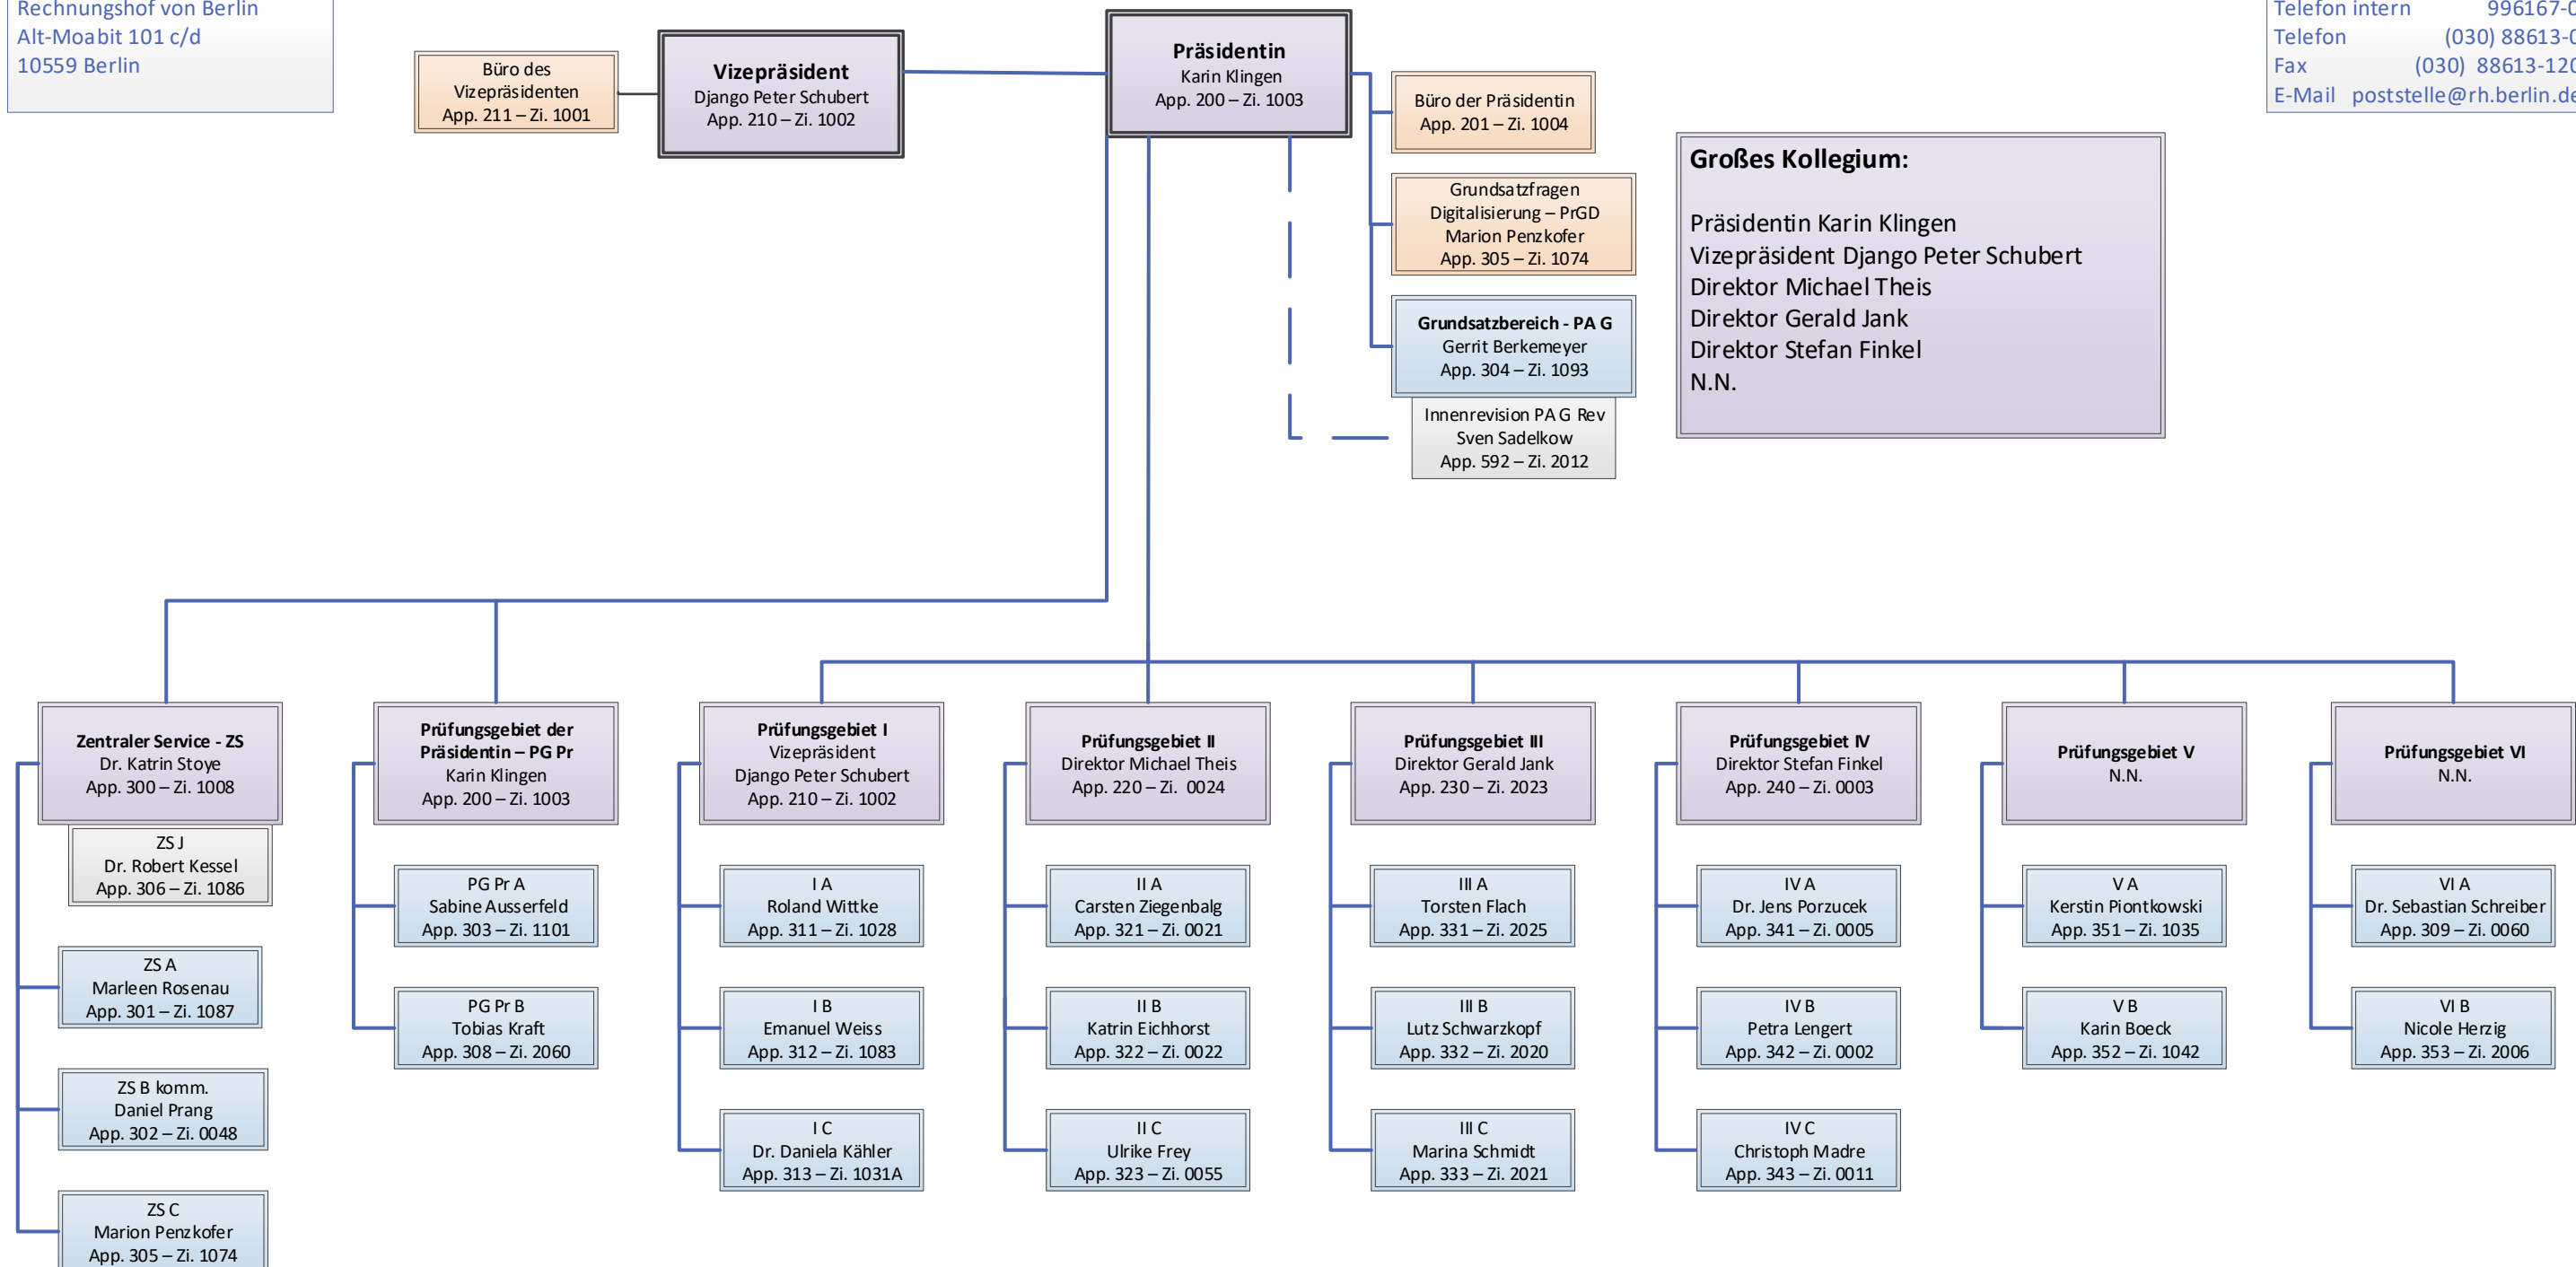 Rechnungshof von Berlin
Alt-Moabit 101 c/d
10559 Berlin
Büro des
Vizepräsidenten
App. 211 – Zi. 1001
Vizepräsident
Django Peter Schubert
App. 210 – Zi. 1002
Präsidentin
Karin Klingen
App. 200 – Zi. 1003
Telefon intern 996167-0
Telefon (030) 88613-0
Fax (030) 88613-120
E-Mail poststelle@rh.berlin.de
Büro der Präsidentin
App. 201 – Zi. 1004
Grundsatzfragen
Digitalisierung – PrGD
Marion Penzkofer
App. 305 – Zi. 1074
Grundsatzbereich - PA G
Gerrit Berkemeyer
App. 304 – Zi. 1093
Innenrevision PA G Rev
Sven Sadelkow
App. 592 – Zi. 2012
Großes Kollegium:
Präsidentin Karin Klingen
Vizepräsident Django Peter Schubert
Direktor Michael Theis
Direktor Gerald Jank
Direktor Stefan Finkel
N.N.
Zentraler Service - ZS
Dr. Katrin Stoye
App. 300 – Zi. 1008
ZS J
Dr. Robert Kessel
App. 306 – Zi. 1086
ZS A
Marleen Rosenau
App. 301 – Zi. 1087
ZS B komm.
Daniel Prang
App. 302 – Zi. 0048
ZS C
Marion Penzkofer
App. 305 – Zi. 1074
Prüfungsgebiet der
Präsidentin – PG Pr
Karin Klingen
App. 200 – Zi. 1003
PG Pr A
Sabine Ausserfeld
App. 303 – Zi. 1101
PG Pr B
Tobias Kraft
App. 308 – Zi. 2060
Prüfungsgebiet I
Vizepräsident
Django Peter Schubert
App. 210 – Zi. 1002
I A
Roland Wittke
App. 311 – Zi. 1028
I B
Emanuel Weiss
App. 312 – Zi. 1083
I C
Dr. Daniela Kähler
App. 313 – Zi. 1031A
Prüfungsgebiet II
Direktor Michael Theis
App. 220 – Zi. 0024
II A
Carsten Ziegenbalg
App. 321 – Zi. 0021
II B
Katrin Eichhorst
App. 322 – Zi. 0022
II C
Ulrike Frey
App. 323 – Zi. 0055
Prüfungsgebiet III
Direktor Gerald Jank
App. 230 – Zi. 2023
III A
Torsten Flach
App. 331 – Zi. 2025
III B
Lutz Schwarzkopf
App. 332 – Zi. 2020
III C
Marina Schmidt
App. 333 – Zi. 2021
Prüfungsgebiet IV
Direktor Stefan Finkel
App. 240 – Zi. 0003
IV A
Dr. Jens Porzucek
App. 341 – Zi. 0005
IV B
Petra Lengert
App. 342 – Zi. 0002
IV C
Christoph Madre
App. 343 – Zi. 0011
Prüfungsgebiet V
N.N.
V A
Kerstin Piontkowski
App. 351 – Zi. 1035
V B
Karin Boeck
App. 352 – Zi. 1042
Prüfungsgebiet VI
N.N.
VI A
Dr. Sebastian Schreiber
App. 309 – Zi. 0060
VI B
Nicole Herzig
App. 353 – Zi. 2006